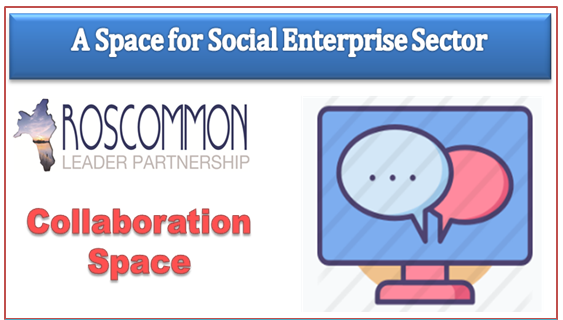 A Space for Social Enterprise Sector
ROSCOMMON
LEADER PARTNERSHIP
Collaboration
Space